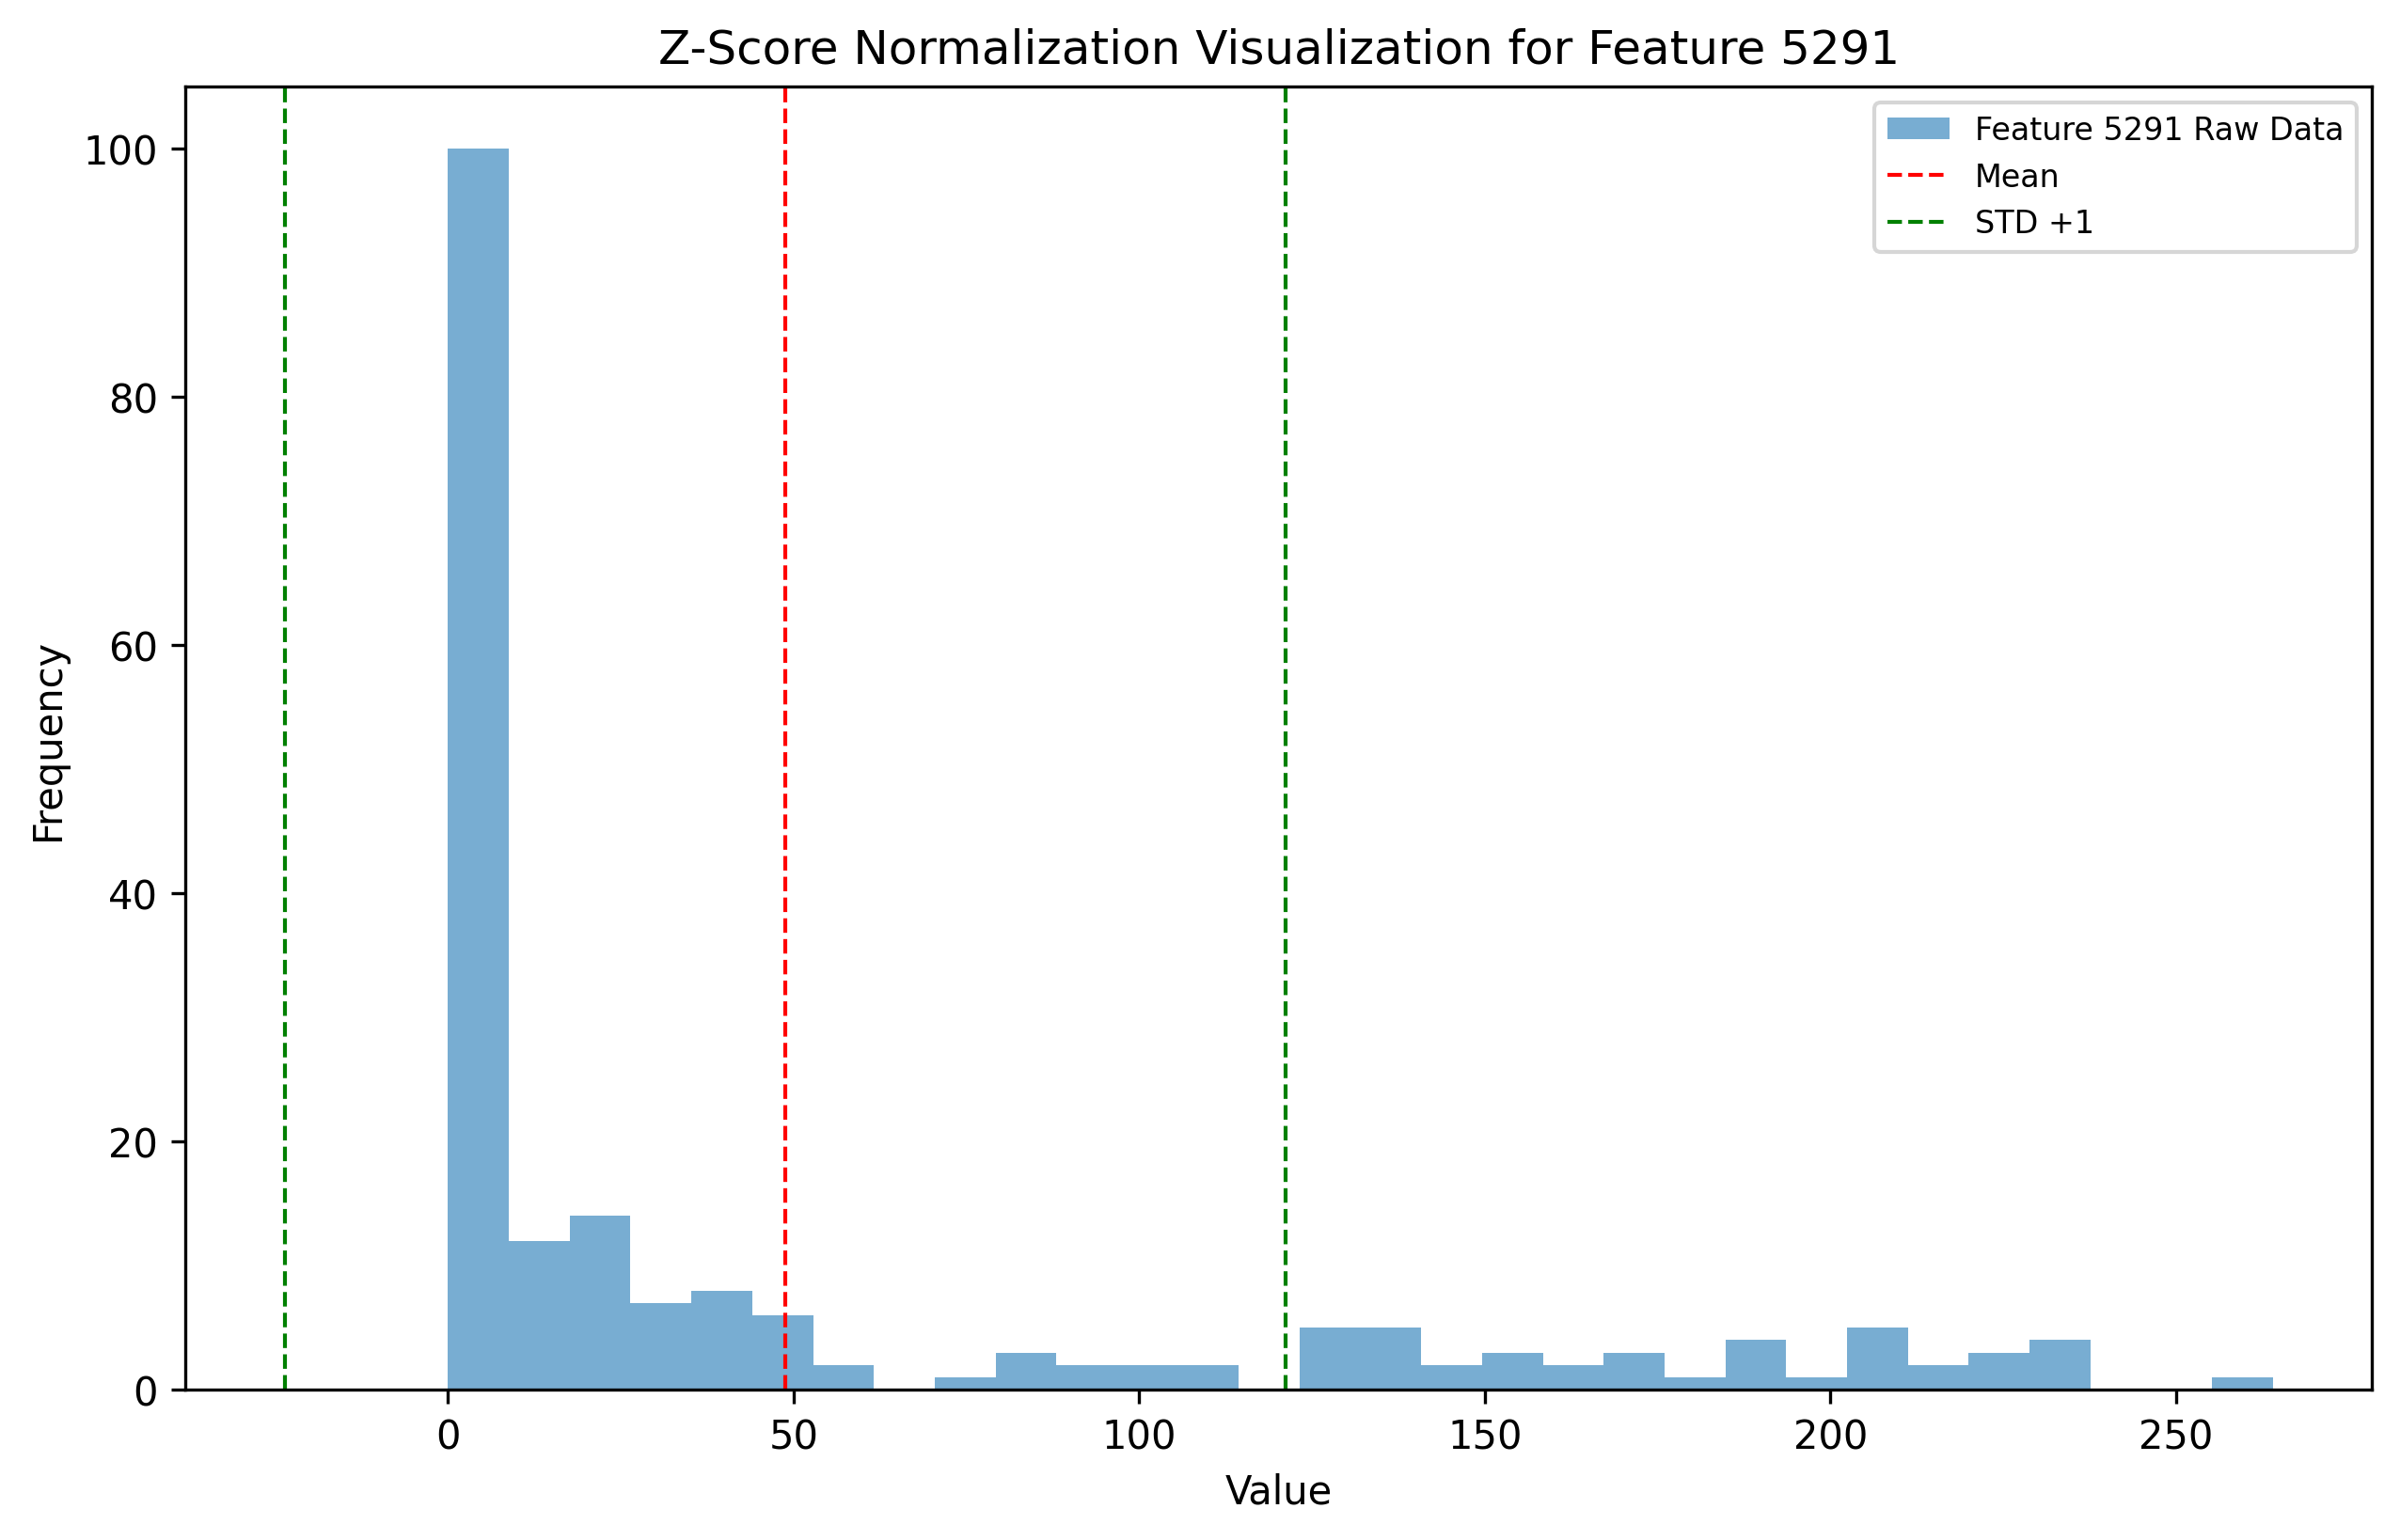 Z-Score Normalization Visualization for Feature 5291
Feature 5291 Raw Data
Mean
STD +1
100
80
60
40
20
0
Frequency
0 50 100 150 200 250
Value